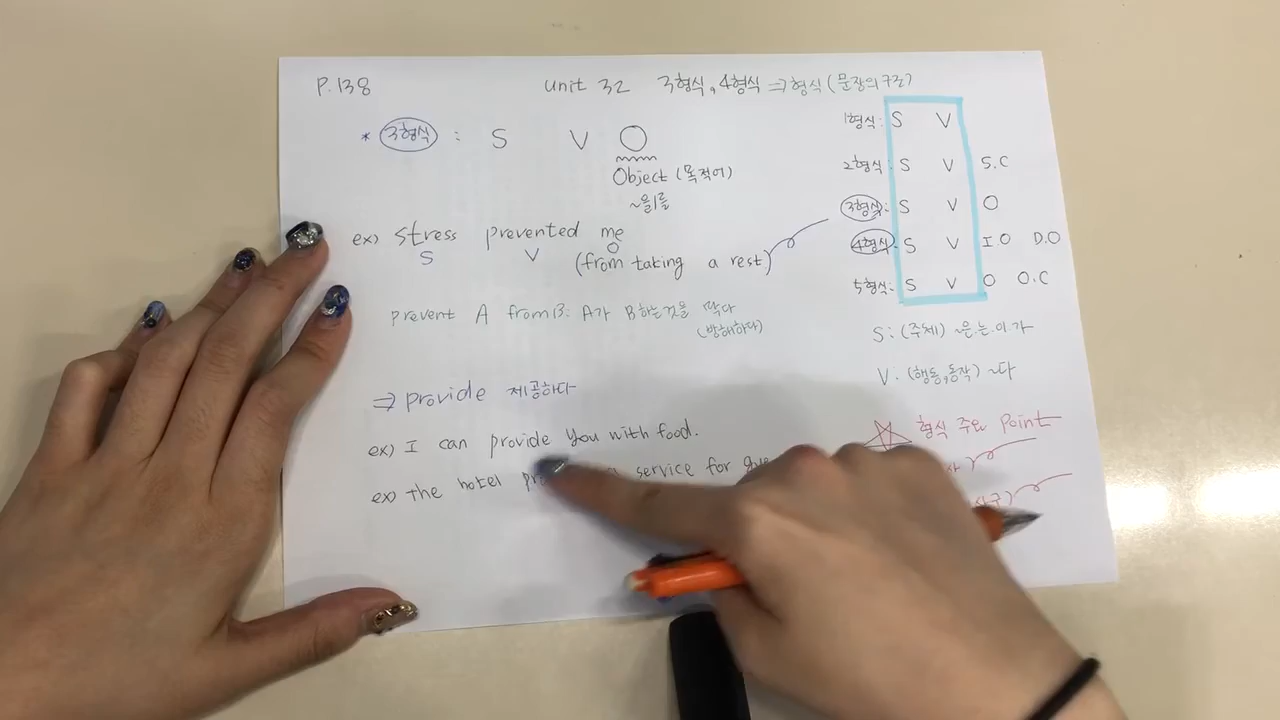 P.138
unit 32 3형식, 4형식 ⇒ 형식 (문장의 구조)
* 3형식 : S V O
Object (목적어)
~을/를
ex) stress prevented me
S V O
(from taking a rest)
prevent A from B: A가 B하는것을 막다
(방해하다)
⇒ provide 제공하다
ex) I can provide you with food.
ex) the hotel service for
1형식: S V
2형식: S V S.C
3형식: S V O
4형식: S V I.O D.O
5형식: S V O O.C
S: (주체) ~은.는.이.가
V: (행동, 동작) ~다
형식 주요 Point